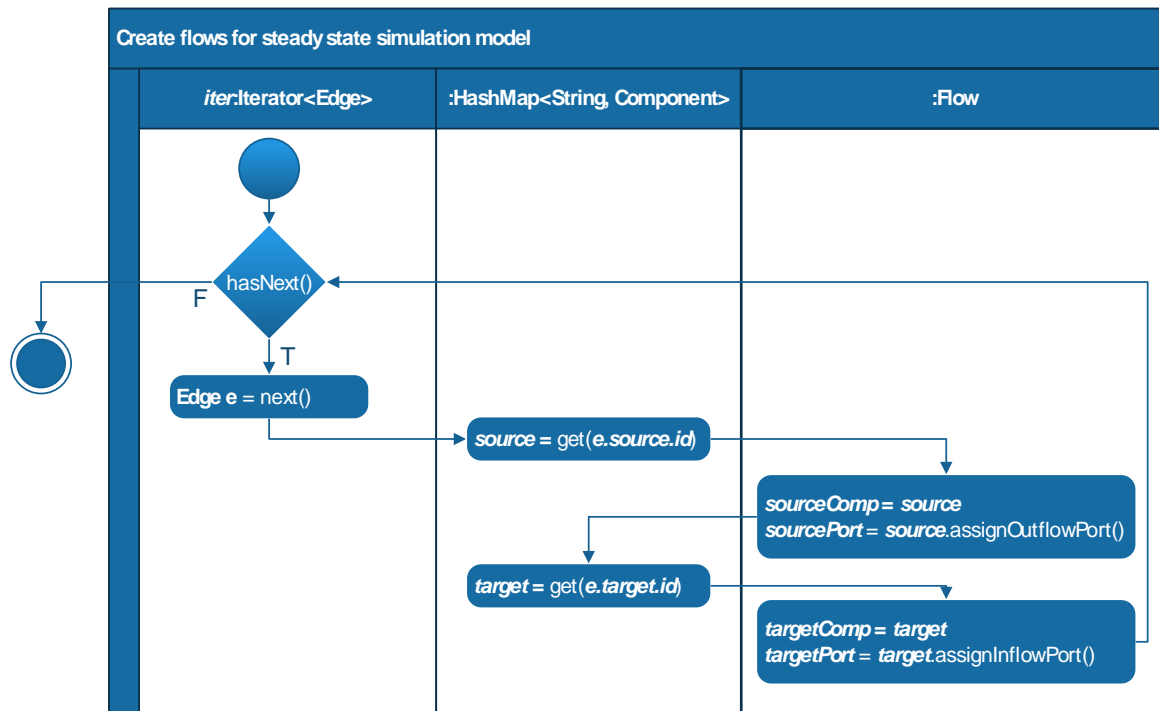 Create flows for steady state simulation model
iter:Iterator<Edge>
:HashMap<String, Component>
:Flow
hasNext()
F
T
Edge e = next()
source = get(e.source.id)
sourceComp = source
sourcePort = source.assignOutflowPort()
target = get(e.target.id)
targetComp = target
targetPort = target.assignInflowPort()